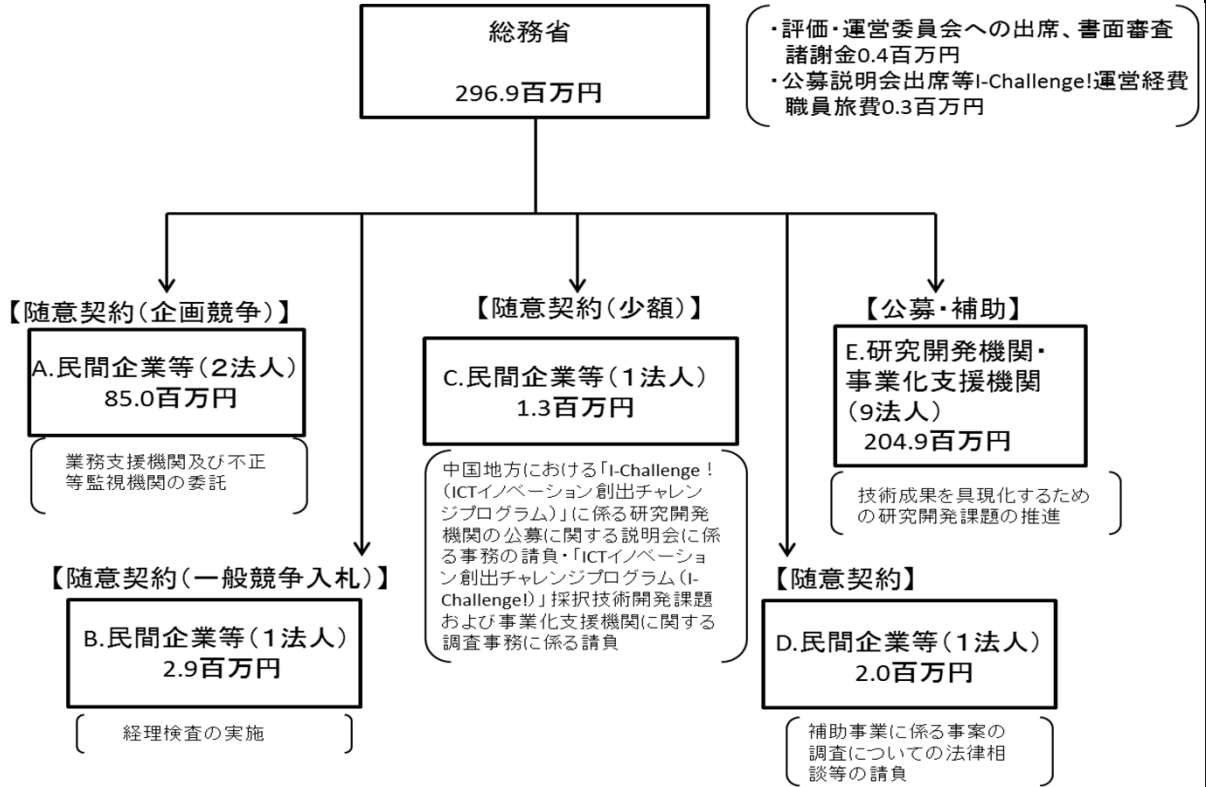 総務省
296.9百万円
・評価・運営委員会への出席、書面審査
諸謝金0.4百万円
・公募説明会出席等I-Challenge!運営経費
職員旅費0.3百万円
【随意契約(企画競争)】
A.民間企業等(2法人)
85.0百万円
業務支援機関及び不正
等監視機関の委託
【随意契約(一般競争入札)】
B.民間企業等(1法人)
2.9百万円
経理検査の実施
【随意契約(少額)】
C.民間企業等(1法人)
1.3百万円
中国地方における「I-Challenge!
(ICTイノベーション創出チャレン
ジプログラム)」に係る研究開発
機関の公募に関する説明会に係
る事務の請負・「ICTイノベーショ
ン創出チャレンジプログラム(I-
Challenge!)」採択技術開発課題
および事業化支援機関に関する
調査事務に係る請負
【随意契約】
D.民間企業等(1法人)
2.0百万円
補助事業に係る事案の
調査についての法律相
談等の請負
【公募・補助】
E.研究開発機関・
事業化支援機関
(9法人)
204.9百万円
技術成果を具現化するため
の研究開発課題の推進